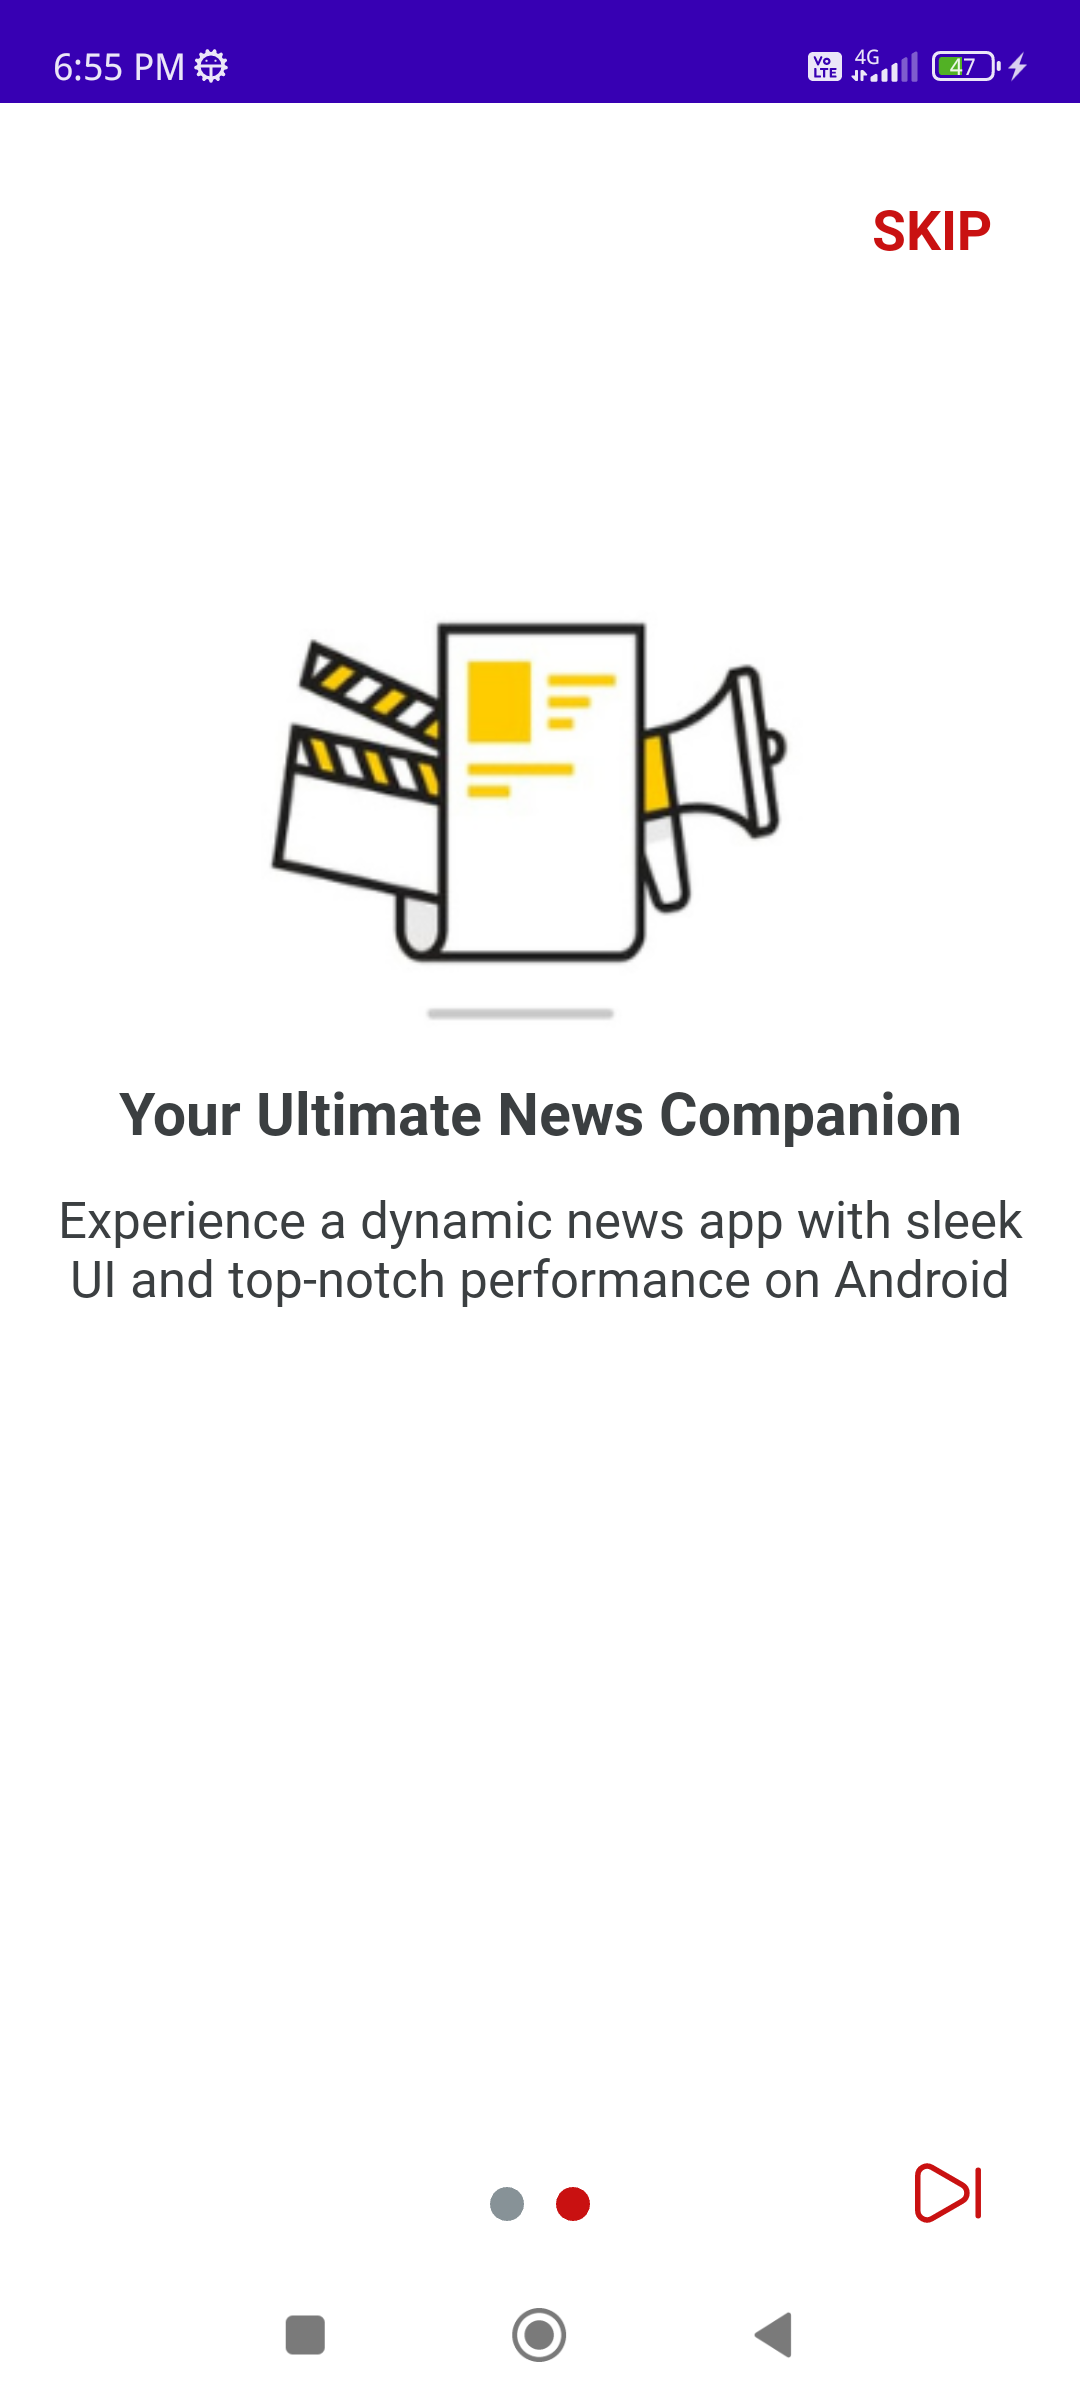 6:55 PM
Vo LTE 4G 47
SKIP
Your Ultimate News Companion
Experience a dynamic news app with sleek
UI and top-notch performance on Android